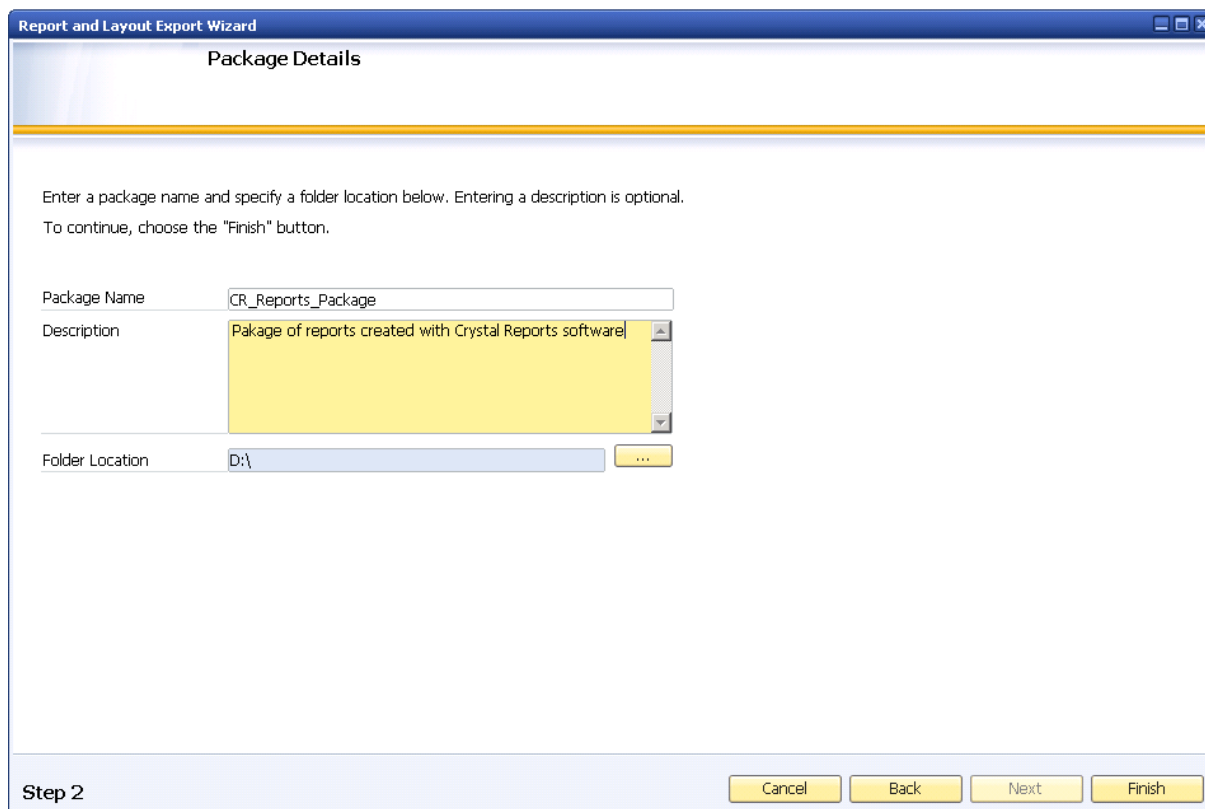 Report and Layout Export Wizard
Package Details
Enter a package name and specify a folder location below. Entering a description is optional.
To continue, choose the "Finish" button.
Package Name CR_Reports_Package
Description Pakage of reports created with Crystal Reports software
Folder Location D:\ ...
Step 2 Cancel Back Next Finish